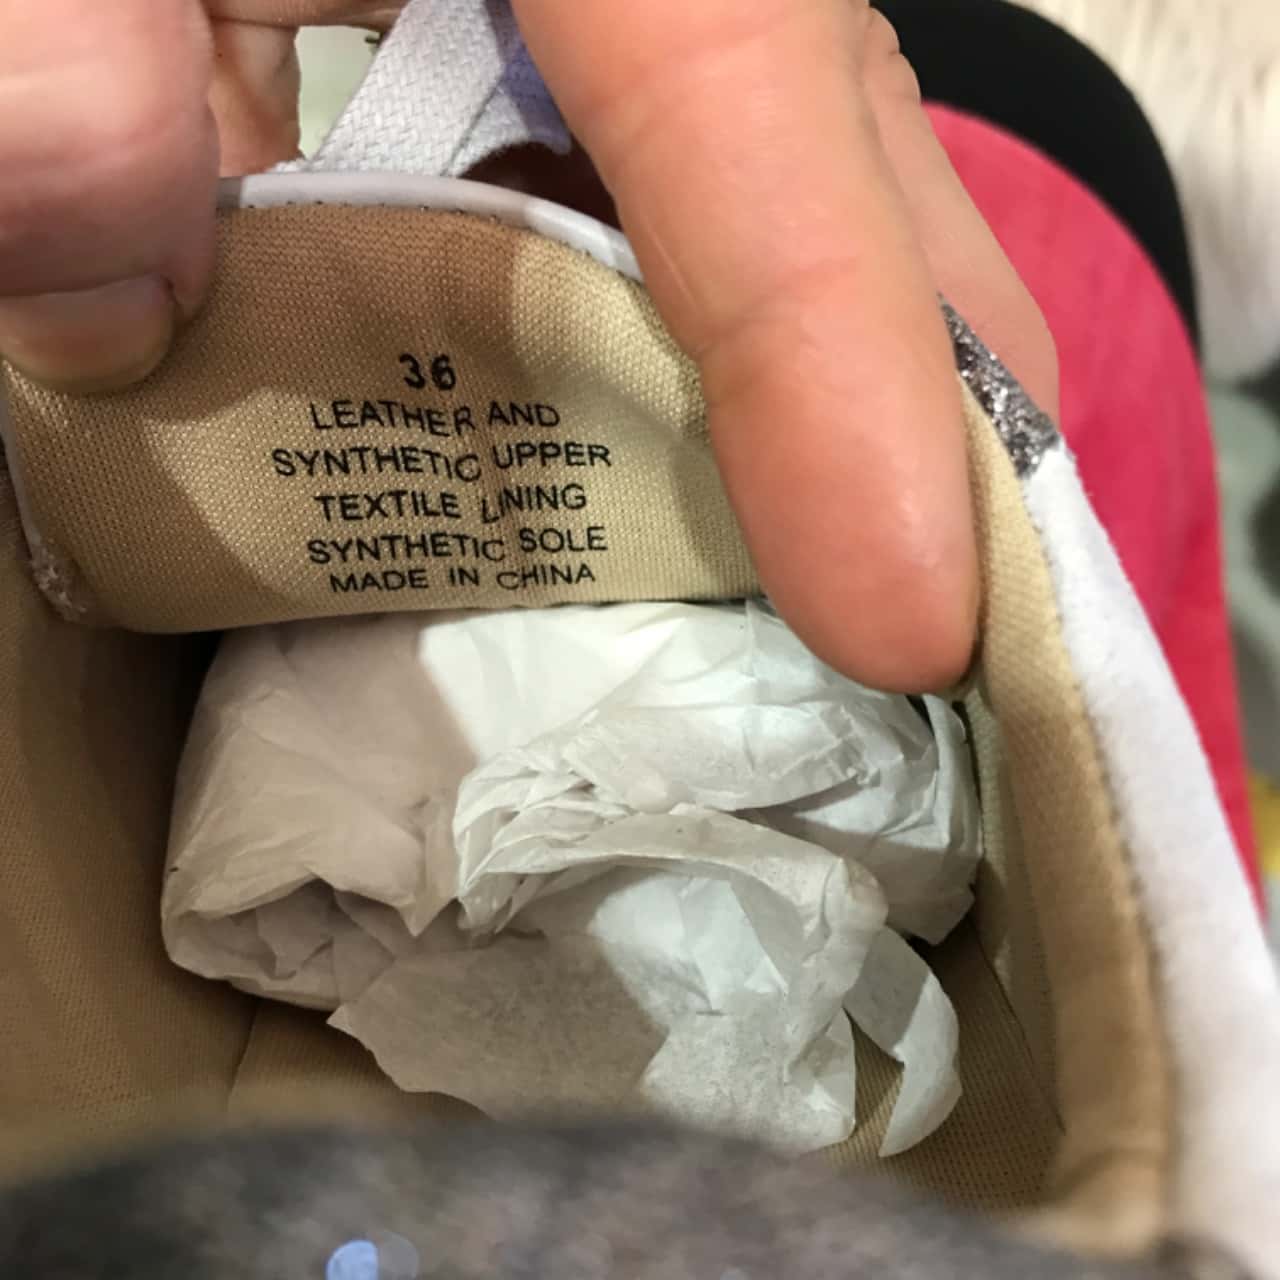 36
LEATHER AND
SYNTHETIC UPPER
TEXTILE LINING
SYNTHETIC SOLE
MADE IN CHINA